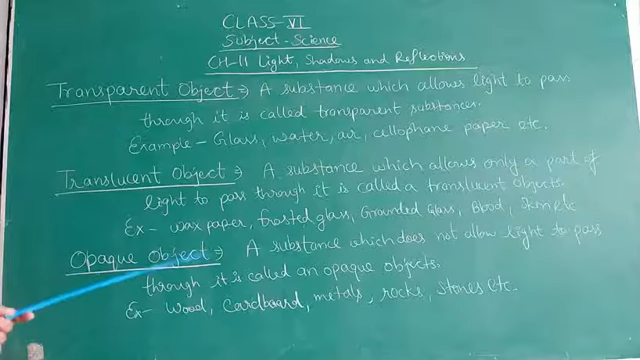 CLASS-VI
Subject-Science
CH-11 Light, Shadows and Reflections
Transparent Object ⇒ A substance which allows light to pass
through it is called transparent substances.
Example - Glass, water, air, cellophane paper etc.
Translucent Object ⇒ A substance which allows only a part of
light to pass through it is called a translucent objects.
Ex- wax paper, frosted glass, Grounded Glass, Blood, Skin etc
Opaque Object ⇒ A substance which does not allow light to pass
through it is called an opaque objects.
Ex- Wood, Cardboard, metals, rocks, Stones etc.